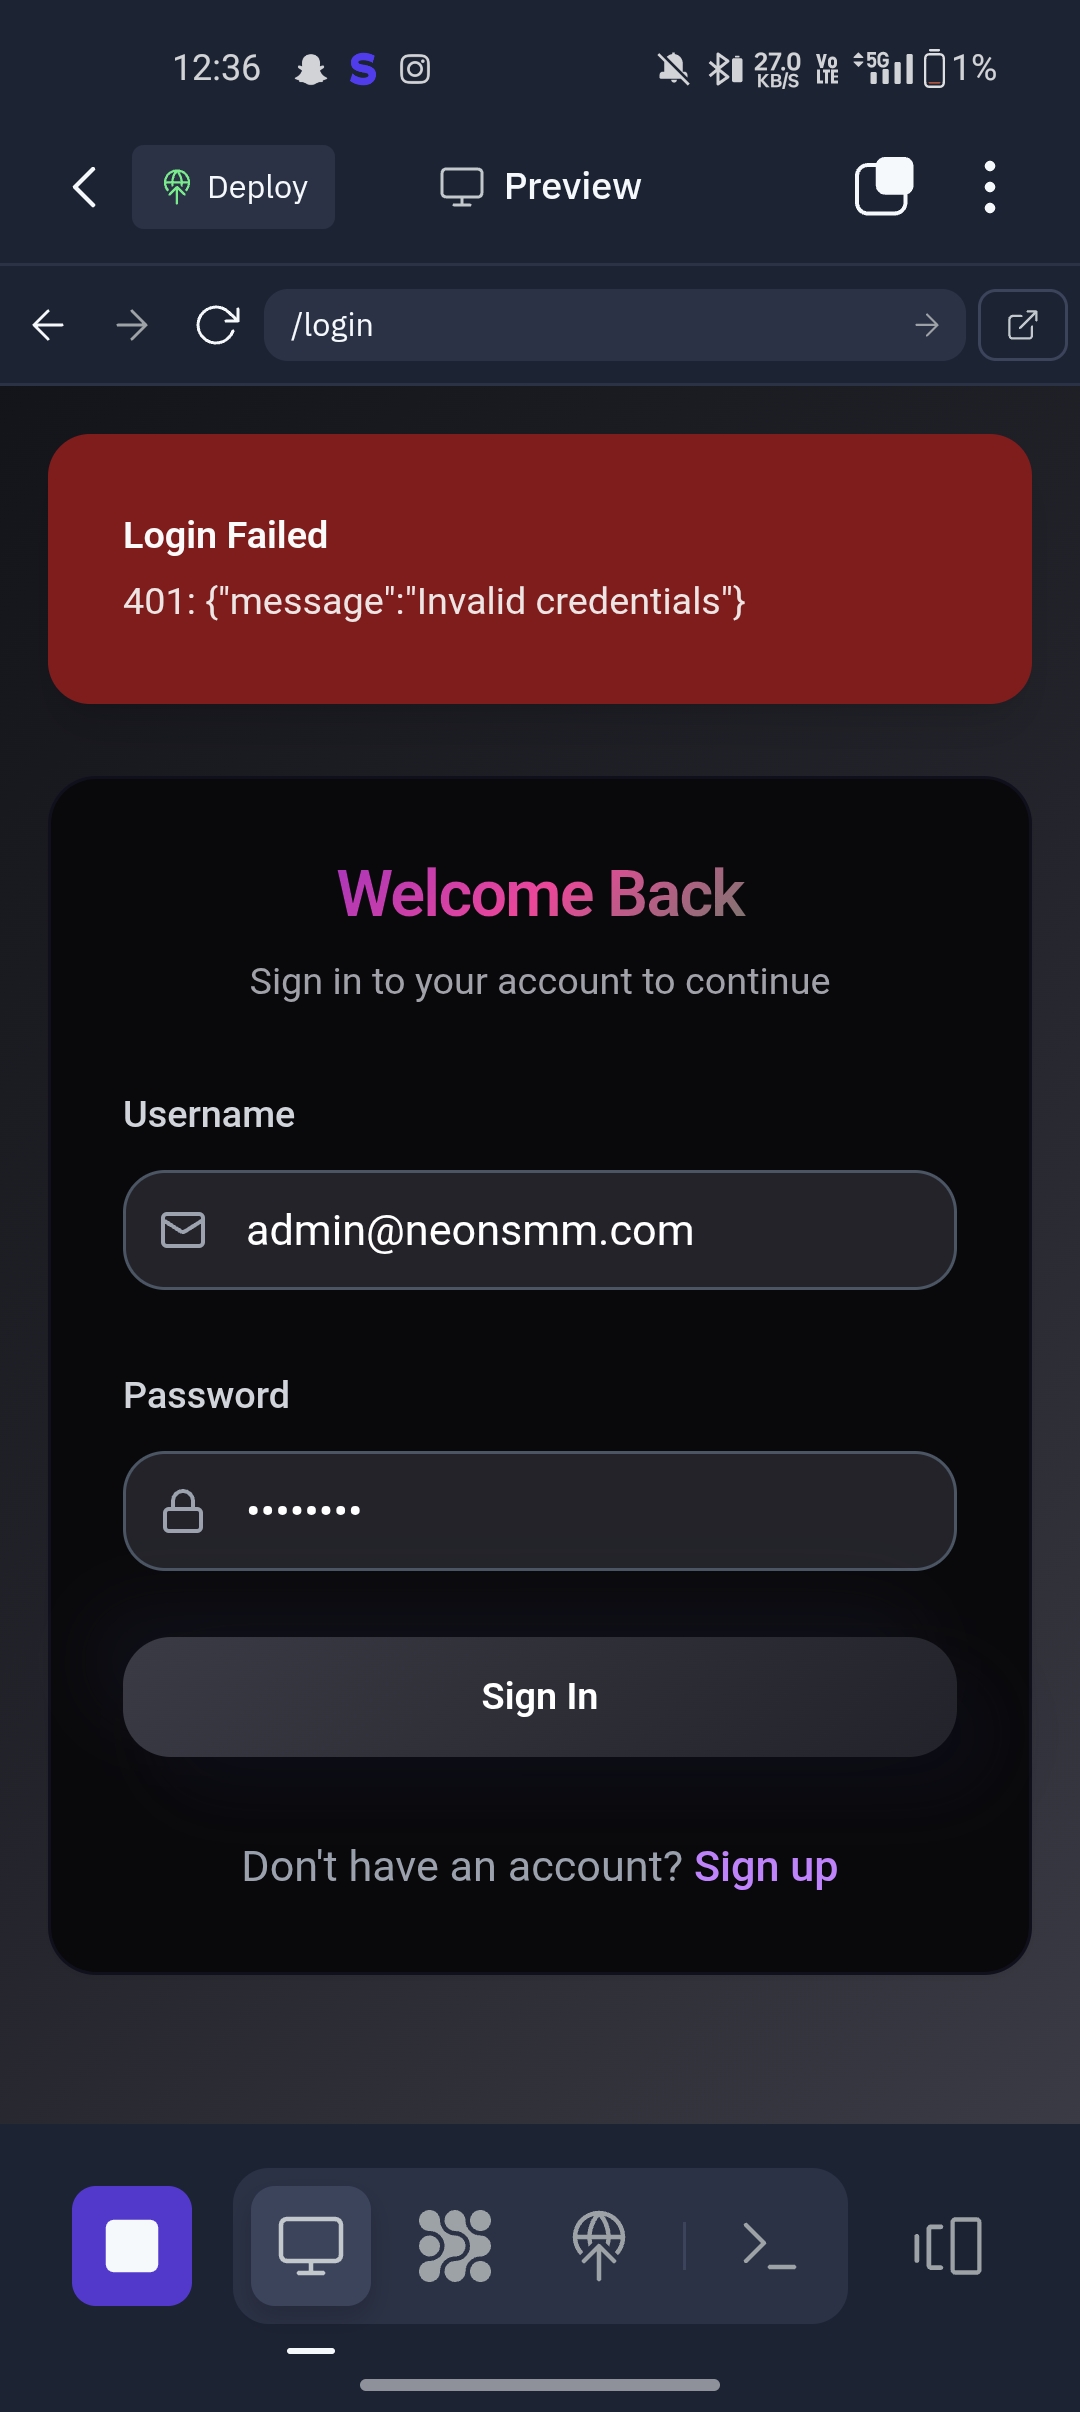 12:36
27.0
KB/S
Vo
LTE
5G
1%
Deploy
Preview
/login
Login Failed
401: {"message":"Invalid credentials"}
Welcome Back
Sign in to your account to continue
Username
admin@neonsmm.com
Password
••••••••
Sign In
Don't have an account? Sign up